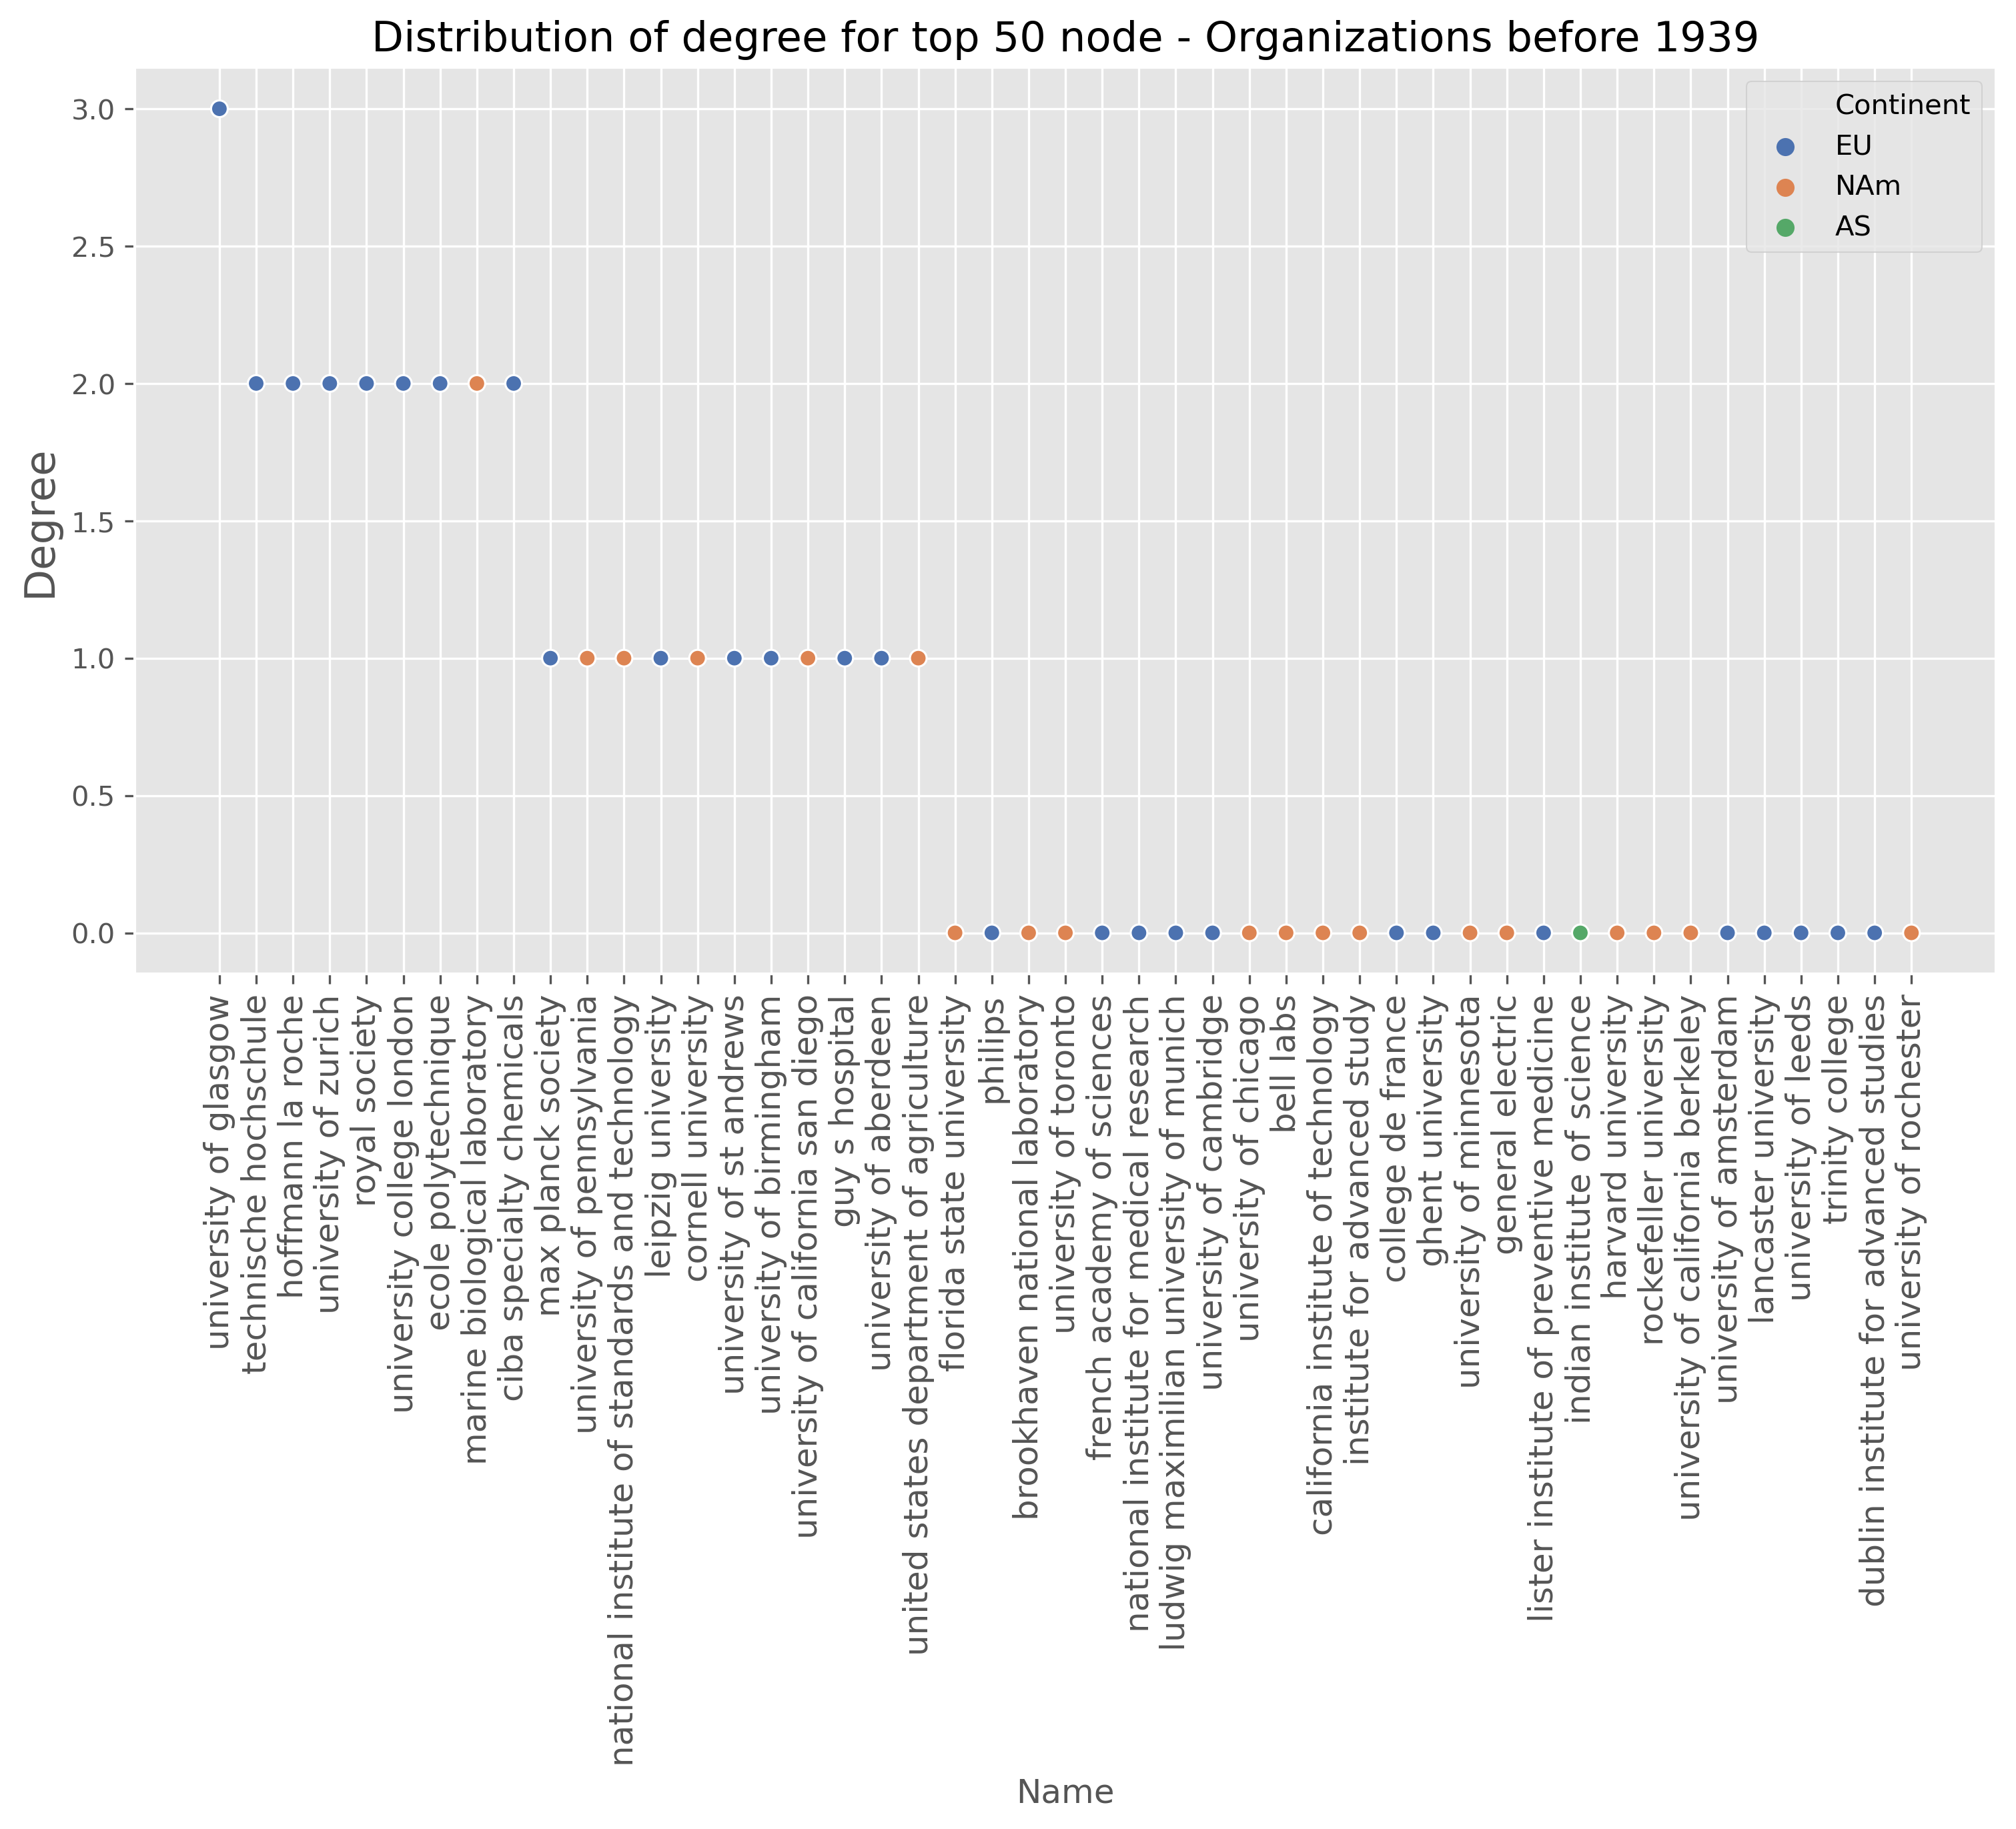 Distribution of degree for top 50 node - Organizations before 1939
Continent
EU
NAm
AS
Degree
3.0
2.5
2.0
1.5
1.0
0.5
0.0
university of glasgow
technische hochschule
hoffmann la roche
university of zurich
royal society
university college london
ecole polytechnique
marine biological laboratory
ciba specialty chemicals
max planck society
university of pennsylvania
national institute of standards and technology
leipzig university
cornell university
university of st andrews
university of birmingham
university of california san diego
guy s hospital
university of aberdeen
united states department of agriculture
florida state university
philips
brookhaven national laboratory
university of toronto
french academy of sciences
national institute for medical research
ludwig maximilian university of munich
university of cambridge
university of chicago
bell labs
california institute of technology
institute for advanced study
college de france
ghent university
university of minnesota
general electric
lister institute of preventive medicine
indian institute of science
harvard university
rockefeller university
university of california berkeley
university of amsterdam
lancaster university
university of leeds
trinity college
dublin institute for advanced studies
university of rochester
Name